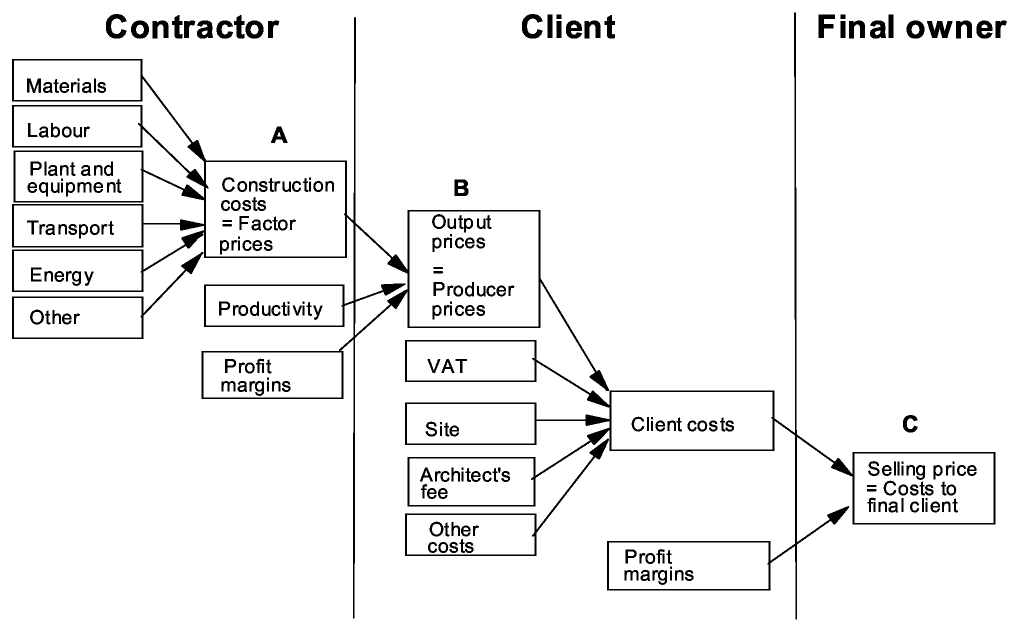 Contractor
Client
Final owner
Materials
Labour
Plant and
equipment
Transport
Energy
Other
A
Construction
costs
= Factor
prices
Productivity
Profit
margins
B
Output
prices
=
Producer
prices
VAT
Site
Architect's
fee
Other
costs
Client costs
Profit
margins
C
Selling price
= Costs to
final client